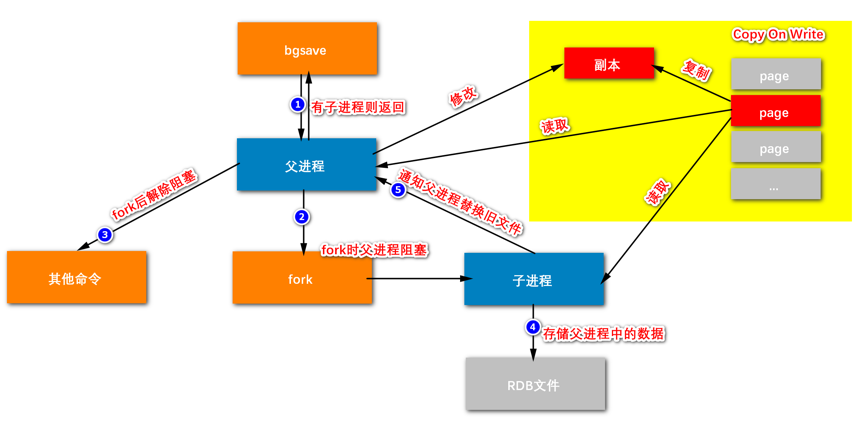 Copy On Write
bgsave
副本
复制
page
修改
page
1
有子进程则返回
读取
page
父进程
通知父进程替换旧文件
5
读取
...
fork后解除阻塞
3
2
fork时父进程阻塞
其他命令
fork
子进程
4
存储父进程中的数据
RDB文件